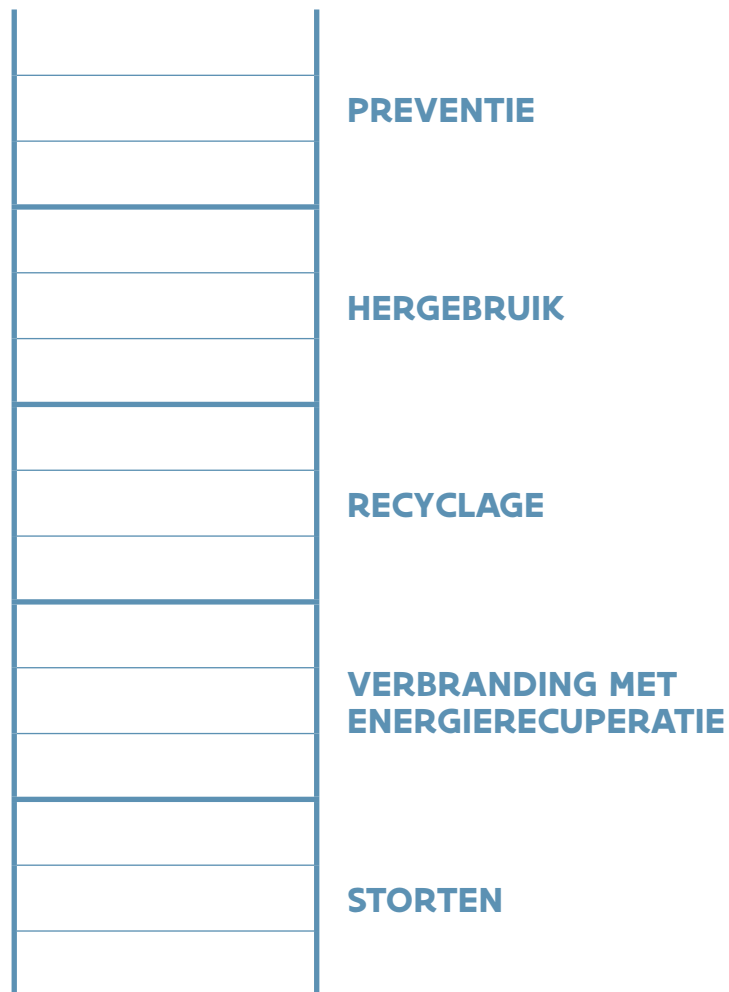 PREVENTIE
HERGEBRUIK
RECYCLAGE
VERBRANDING MET
ENERGIERECUPERATIE
STORTEN